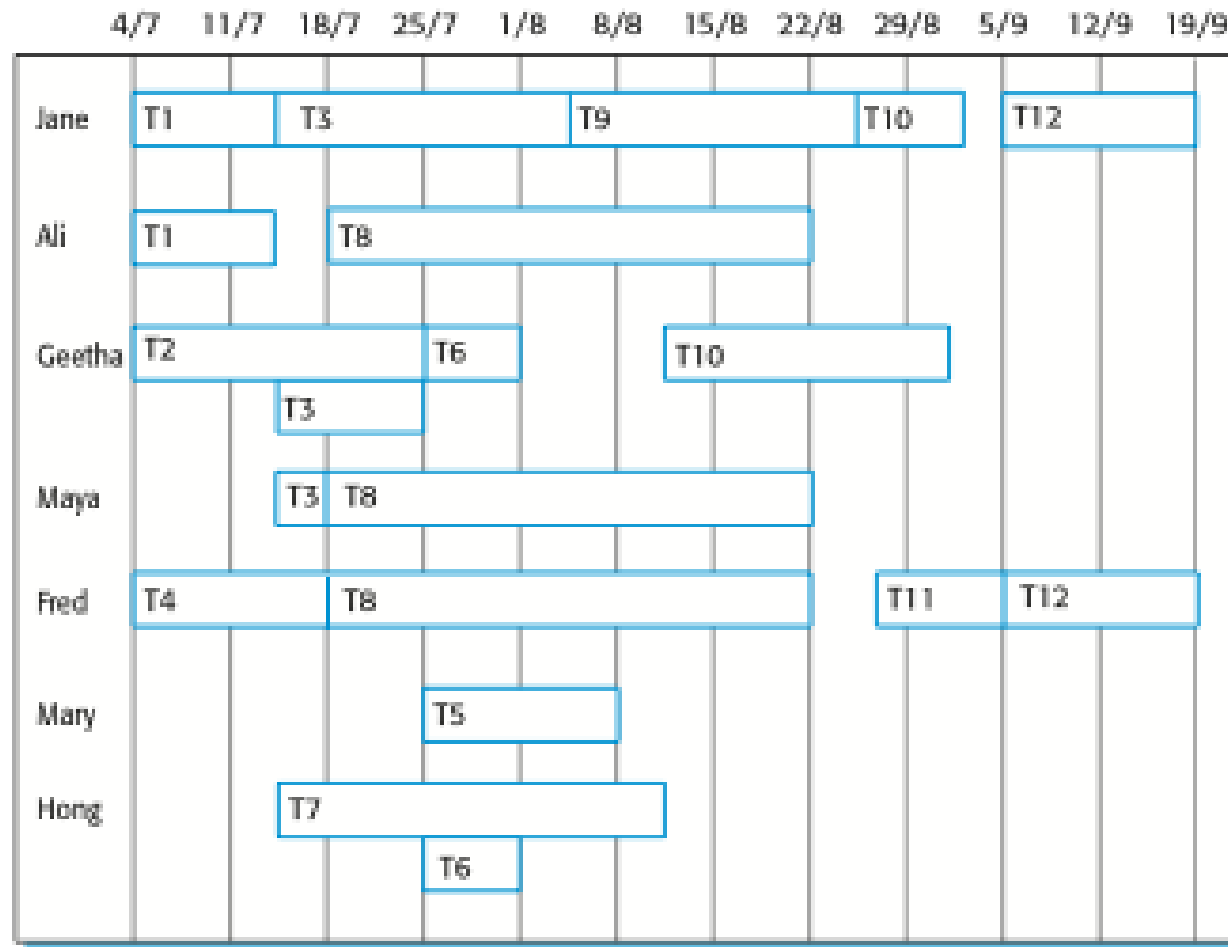 4/7 11/7 18/7 25/7 1/8 8/8 15/8 22/8 29/8 5/9 12/9 19/9
Jane T1 T3 T9 T10 T12
Ali T1 T8
Geetha T2 T6 T10
T3
Maya T3 T8
Fred T4 T8 T11 T12
Mary T5
Hong T7
T6